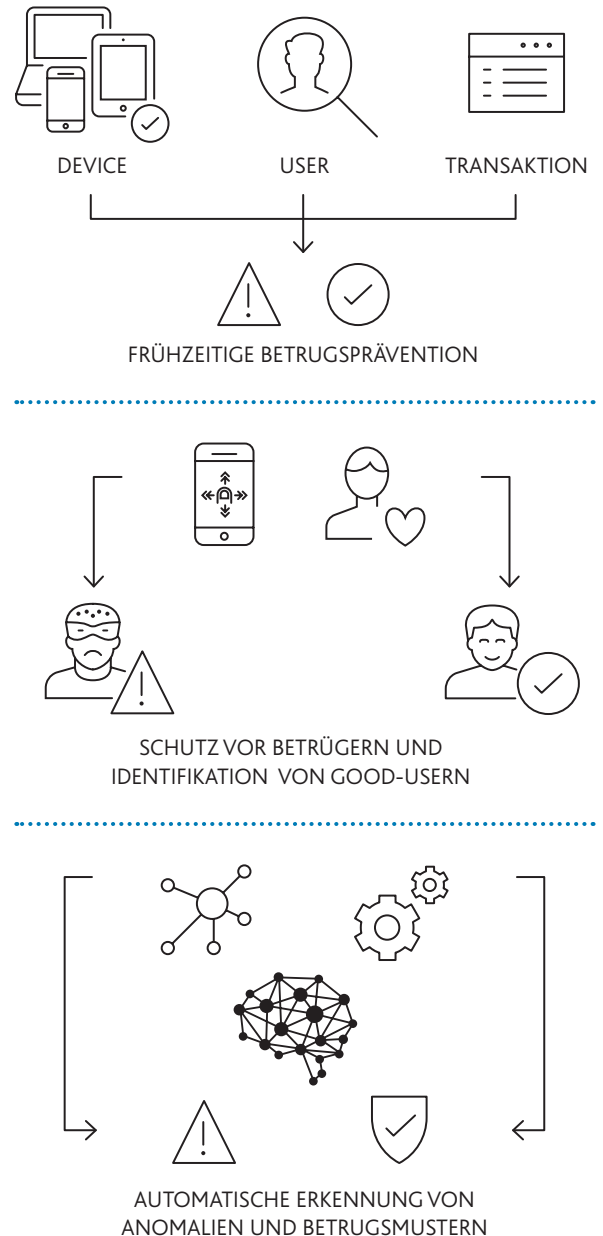 DEVICE
USER
TRANSAKTION
FRÜHZEITIGE BETRUGSPRÄVENTION
SCHUTZ VOR BETRÜGERN UND
IDENTIFIKATION VON GOOD-USERN
AUTOMATISCHE ERKENNUNG VON
ANOMALIEN UND BETRUGSMUSTERN